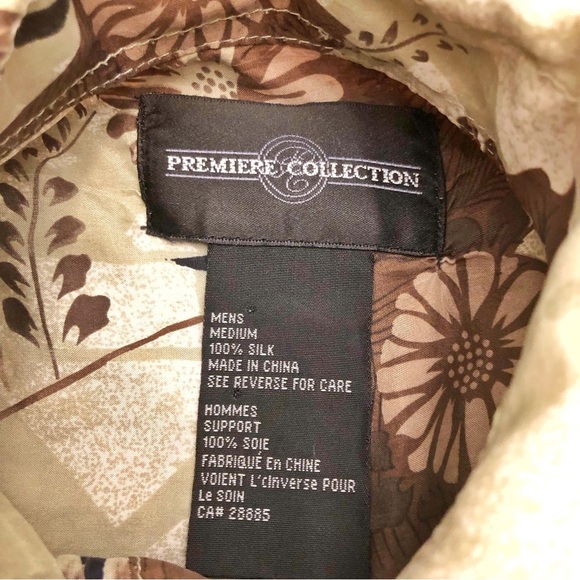 PREMIERE COLLECTION
MENS
MEDIUM
100% SILK
MADE IN CHINA
SEE REVERSE FOR CARE
HOMMES
SUPPORT
100% SOIE
FABRIQUÉ En CHINE
VOIENT L'cInverse POUR
Le SOIN
CA# 28885